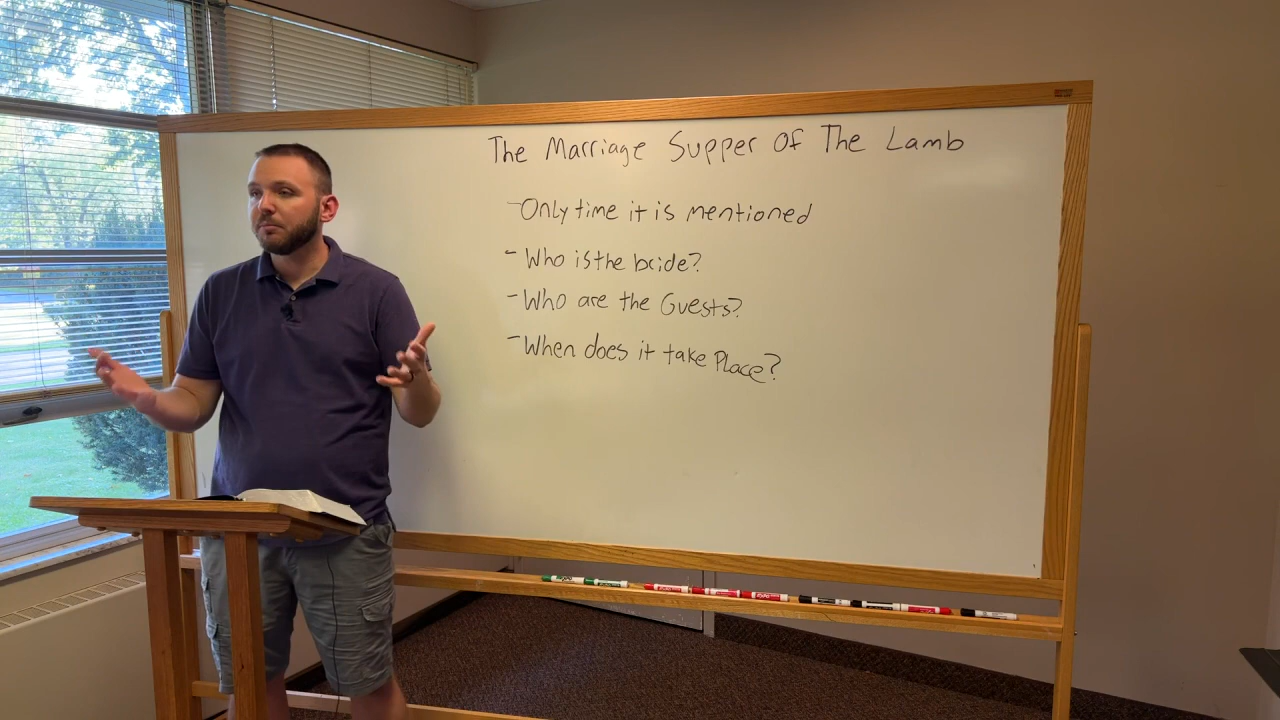 The Marriage Supper Of The Lamb
- Only time it is mentioned
- Who is the bride?
- Who are the Guests?
- When does it take Place?